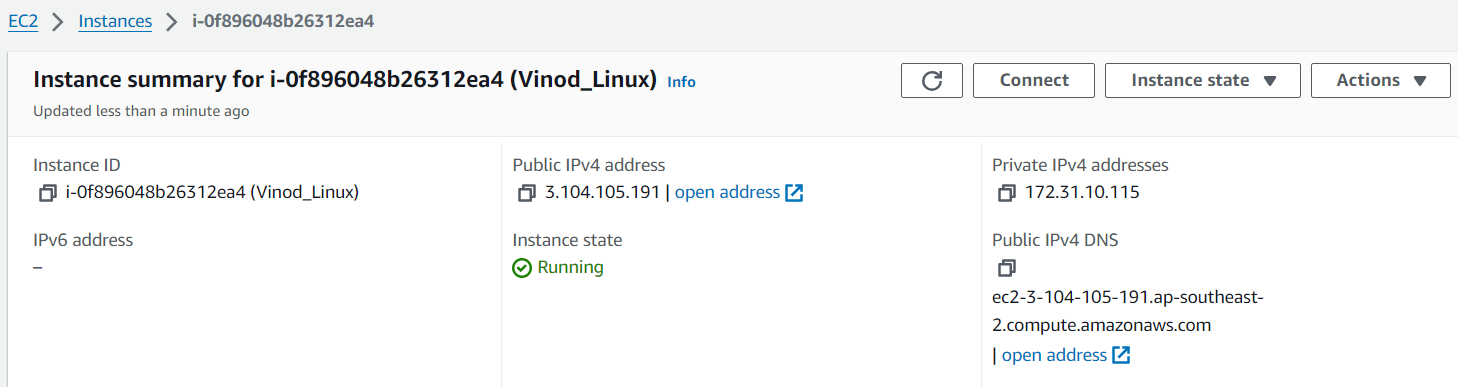 EC2 > Instances > i-0f896048b26312ea4
Instance summary for i-0f896048b26312ea4 (Vinod_Linux) Info
Updated less than a minute ago
Connect
Instance state
Actions
Instance ID
i-0f896048b26312ea4 (Vinod_Linux)
Public IPv4 address
3.104.105.191 | open address
Private IPv4 addresses
172.31.10.115
IPv6 address
–
Instance state
Running
Public IPv4 DNS
ec2-3-104-105-191.ap-southeast-
2.compute.amazonaws.com
| open address